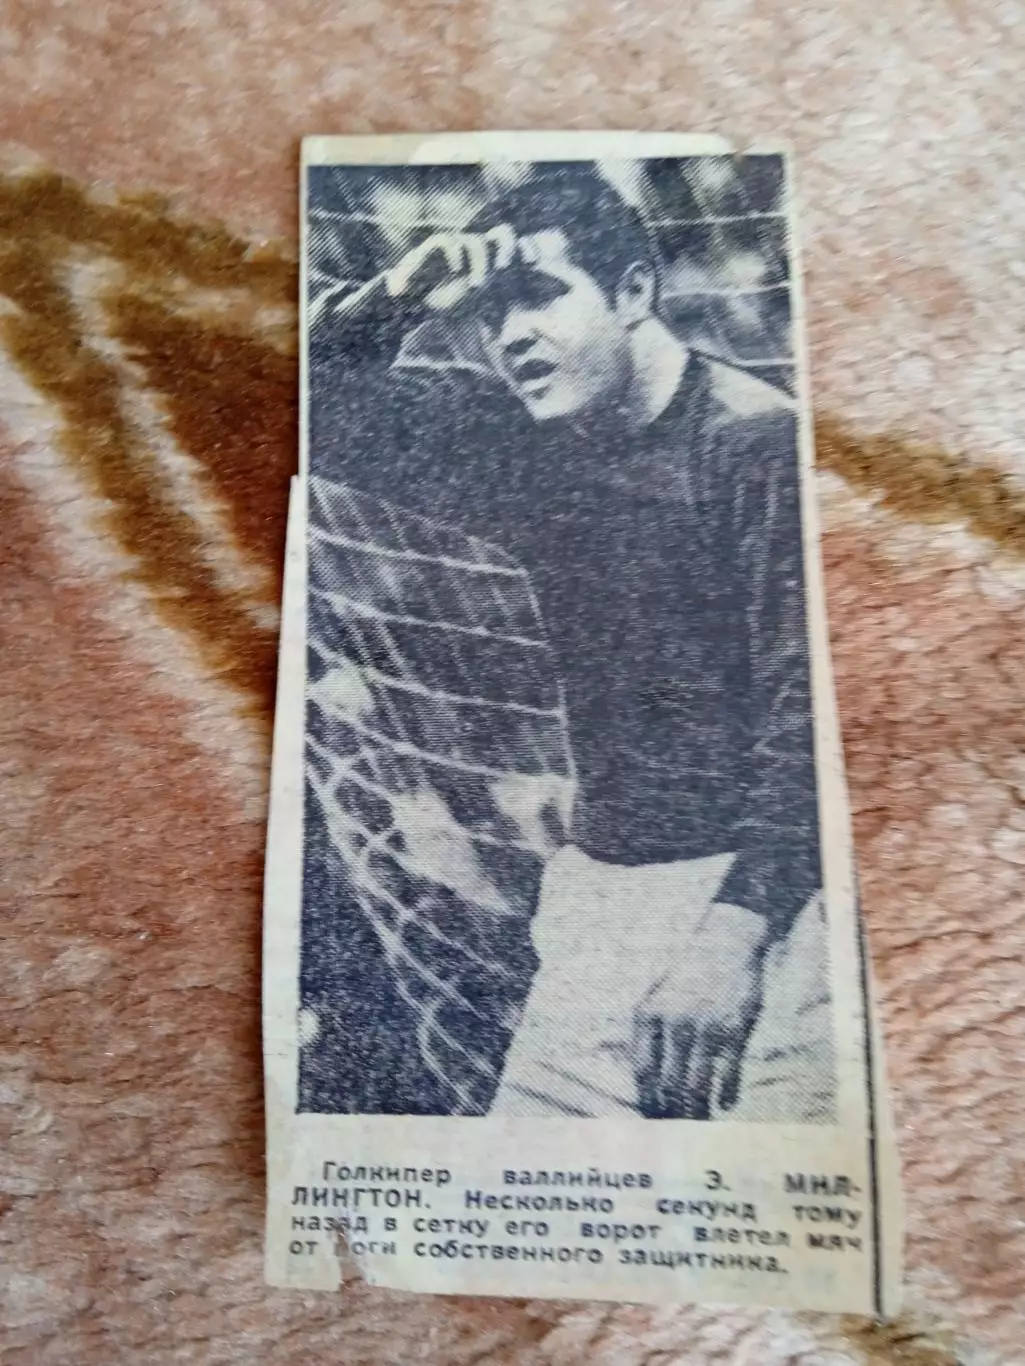 Голкипер валлийцев Э. МИЛ-
ЛИНГТОН. Несколько секунд тому
назад в сетку его ворот влетел мяч
от ноги собственного защитника.